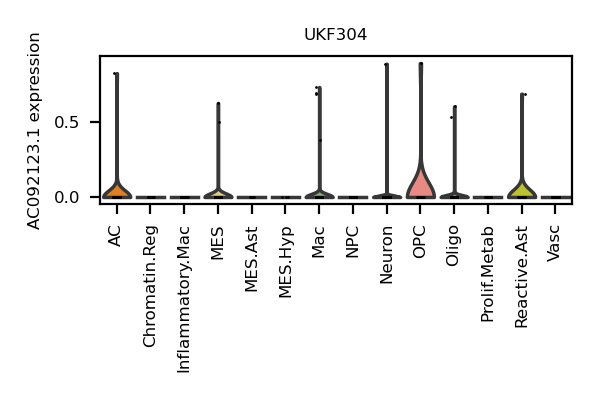 UKF304
AC092123.1 expression
0.5
0.0
AC
Chromatin.Reg
Inflammatory.Mac
MES
MES.Ast
MES.Hyp
Mac
NPC
Neuron
OPC
Oligo
Prolif.Metab
Reactive.Ast
Vasc